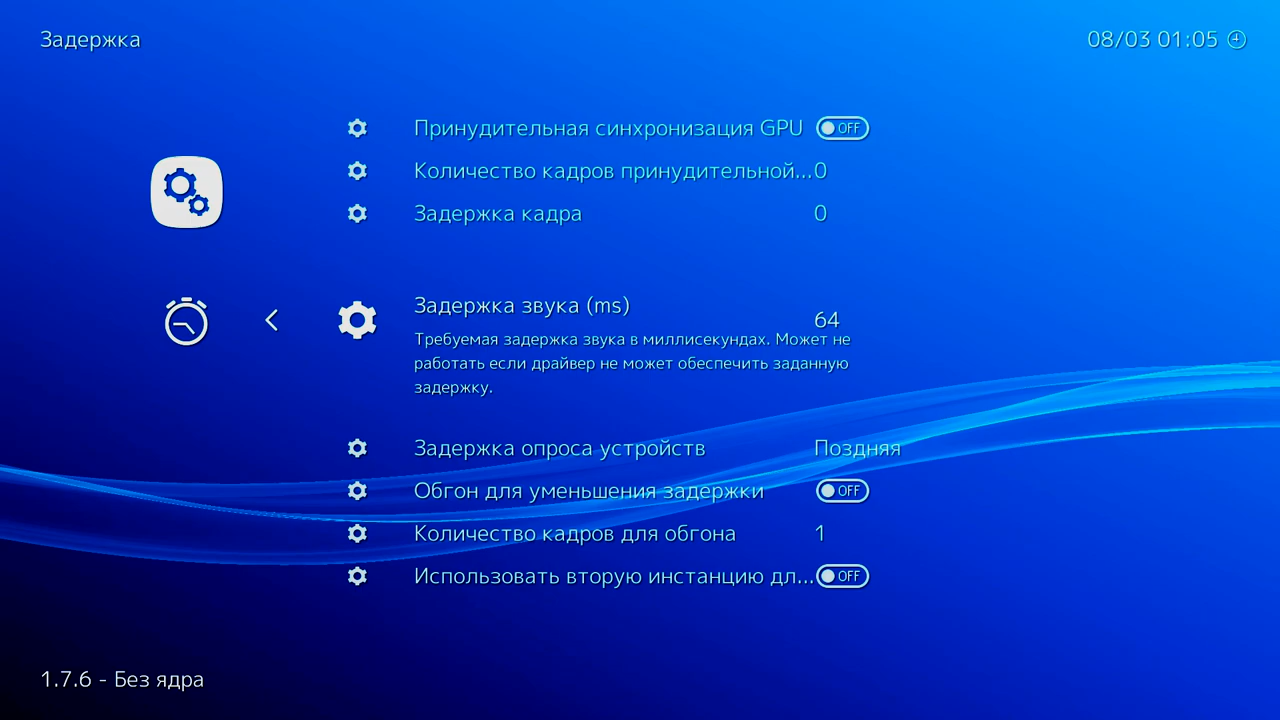 Задержка
08/03 01:05
Принудительная синхронизация GPU OFF
Количество кадров принудительной... 0
Задержка кадра 0
Задержка звука (ms) 64
Требуемая задержка звука в миллисекундах. Может не
работать если драйвер не может обеспечить заданную
задержку.
Задержка опроса устройств Поздняя
Обгон для уменьшения задержки OFF
Количество кадров для обгона 1
Использовать вторую инстанцию дл... OFF
1.7.6 - Без ядра